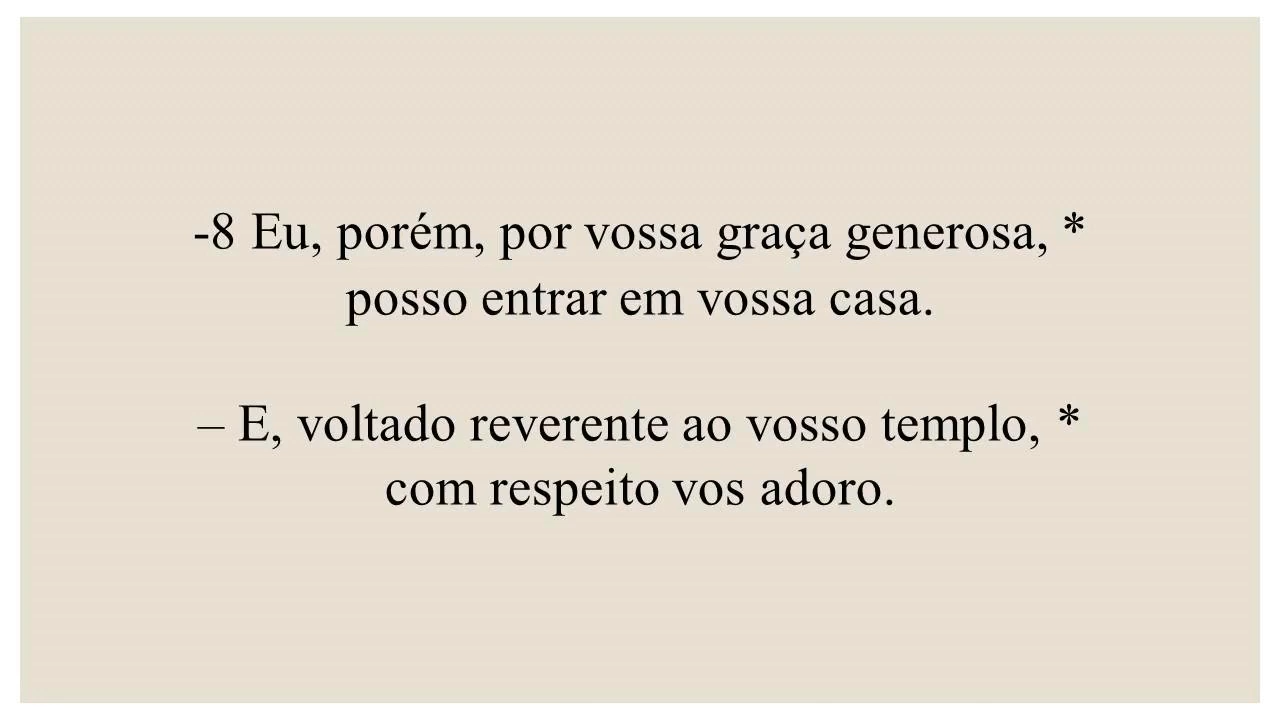 -8 Eu, porém, por vossa graça generosa, *
posso entrar em vossa casa.
– E, voltado reverente ao vosso templo, *
com respeito vos adoro.